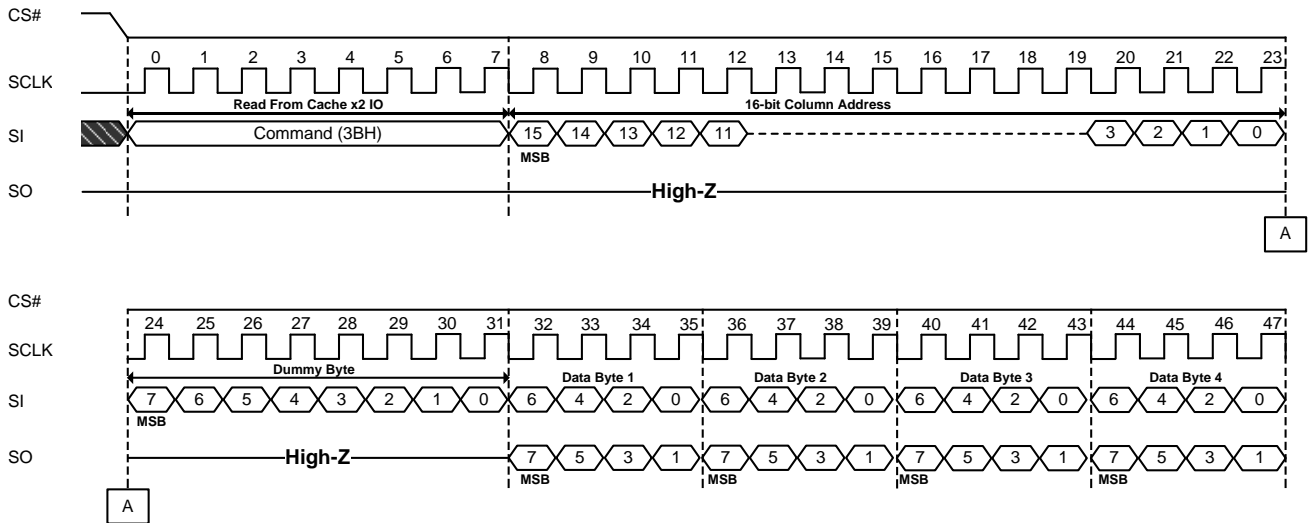 CS#
0 1 2 3 4 5 6 7 8 9 10 11 12 13 14 15 16 17 18 19 20 21 22 23
SCLK
Read From Cache x2 IO 16-bit Column Address
SI Command (3BH) 15 14 13 12 11 3 2 1 0
MSB
SO High-Z
A
CS#
24 25 26 27 28 29 30 31 32 33 34 35 36 37 38 39 40 41 42 43 44 45 46 47
SCLK
Dummy Byte Data Byte 1 Data Byte 2 Data Byte 3 Data Byte 4
SI 7 6 5 4 3 2 1 0 6 4 2 0 6 4 2 0 6 4 2 0 6 4 2 0
MSB
SO High-Z 7 5 3 1 7 5 3 1 7 5 3 1 7 5 3 1
MSB MSB MSB MSB
A